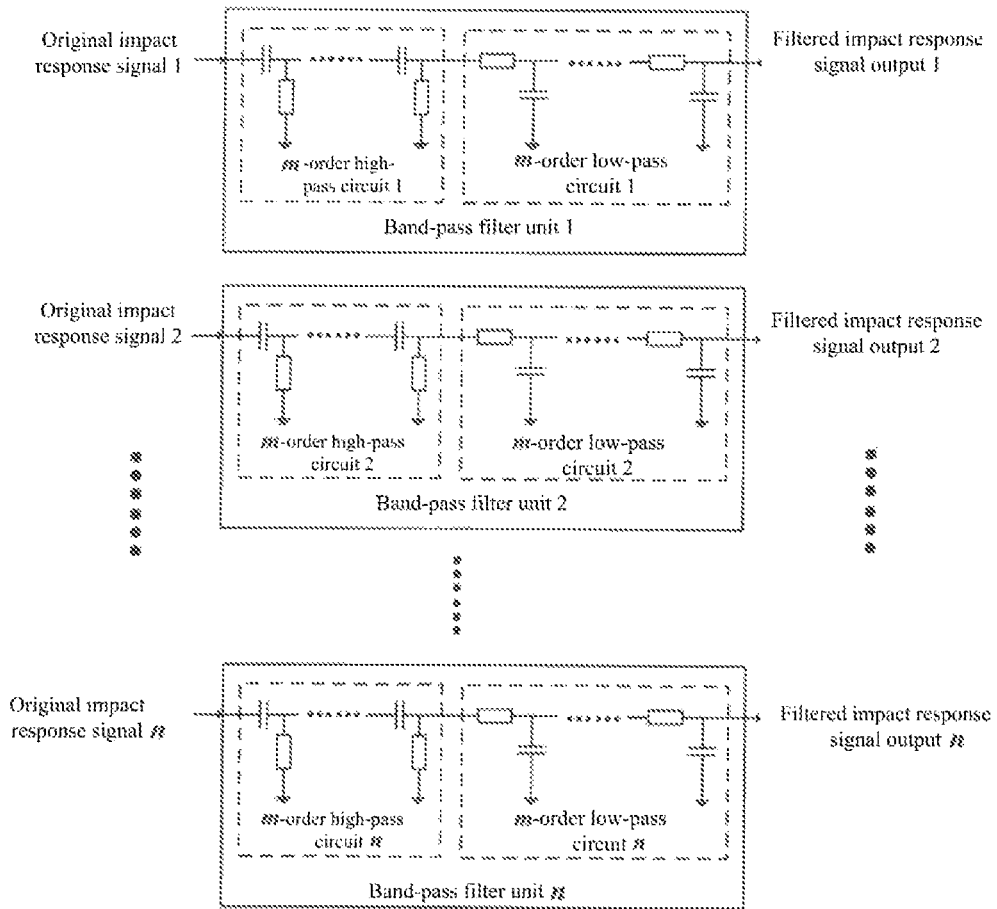 Original impact
response signal 1
Filtered impact response
signal output 1
m-order high-
pass circuit 1
m-order low-pass
circuit 1
Band-pass filter unit 1
Original impact
response signal 2
Filtered impact response
signal output 2
m-order high-pass
circuit 2
m-order low-pass
circuit 2
Band-pass filter unit 2
Original impact
response signal n
Filtered impact response
signal output n
m-order high-pass
circuit n
m-order low-pass
circuit n
Band-pass filter unit n